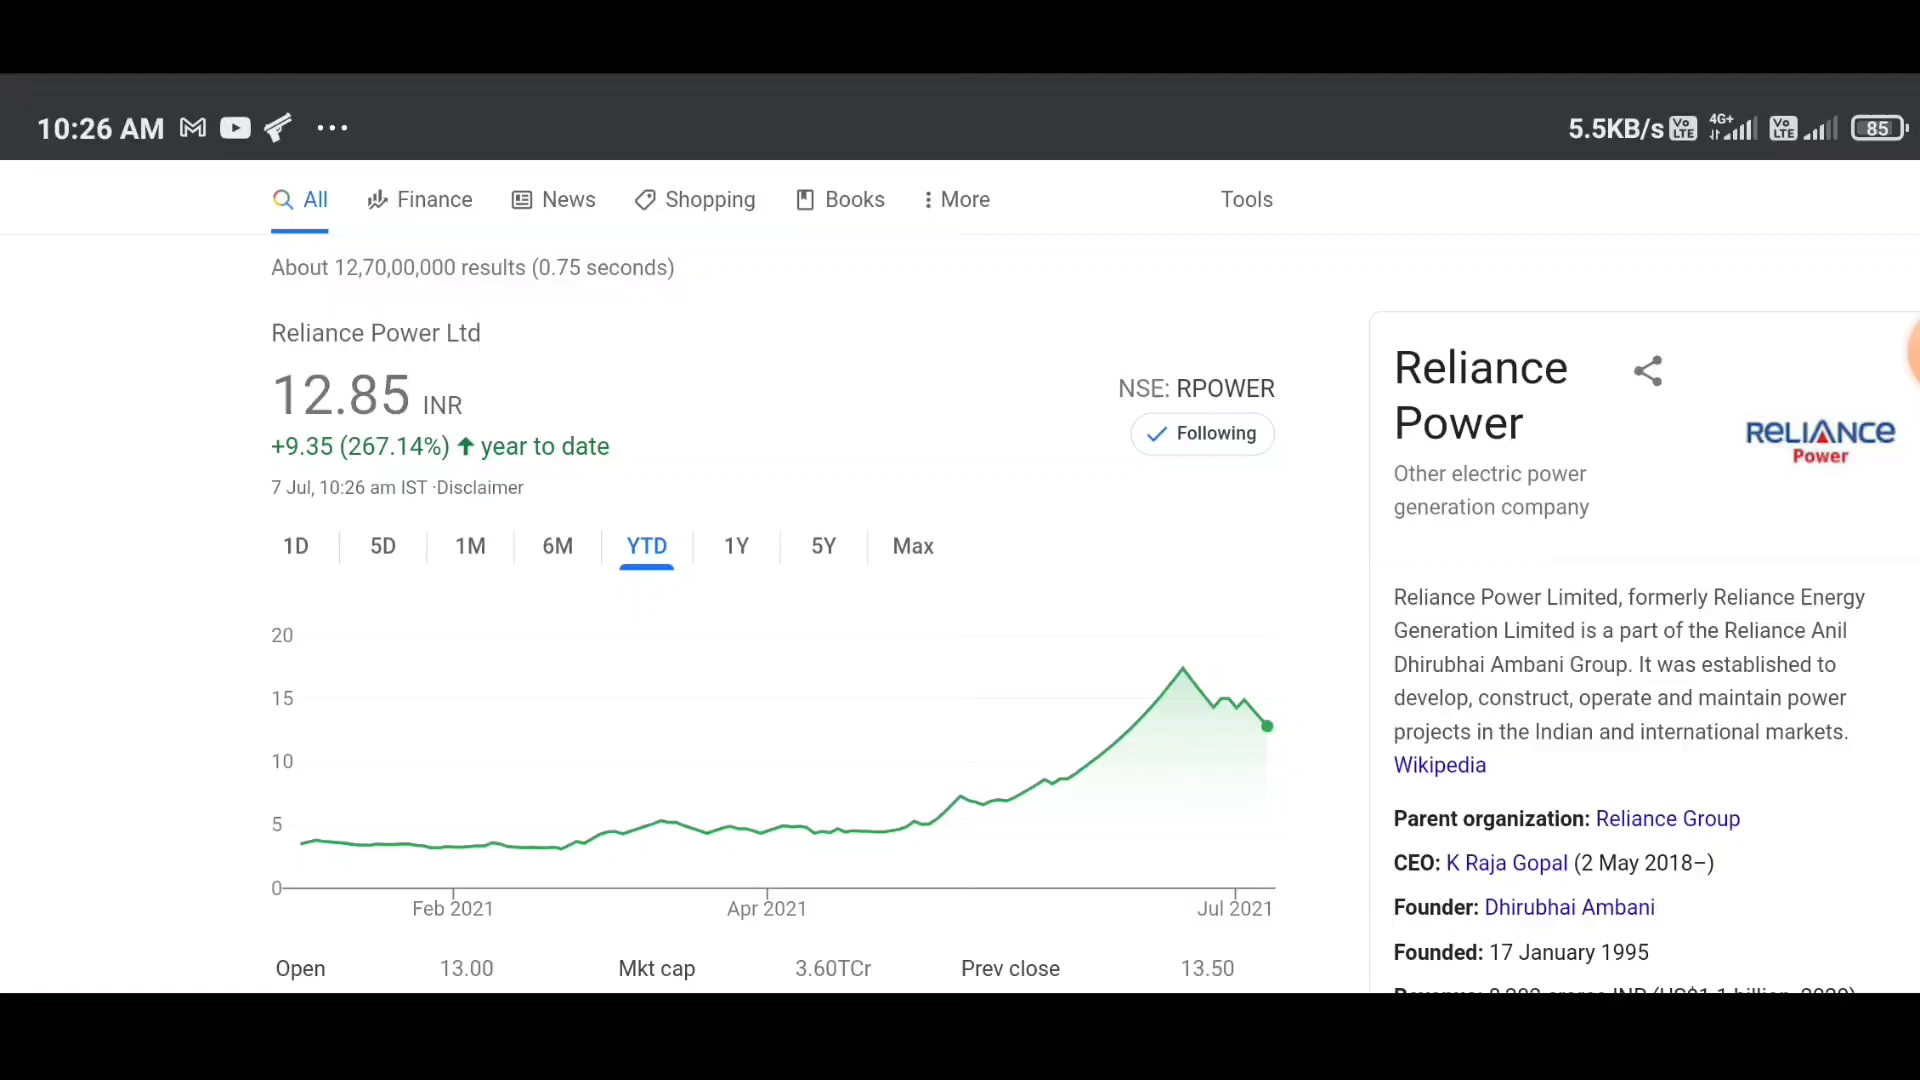 10:26 AM
5.5KB/s Vo LTE 4G+ Vo LTE 85
All Finance News Shopping Books More Tools
About 12,70,00,000 results (0.75 seconds)
Reliance Power Ltd
12.85 INR
+9.35 (267.14%) year to date
7 Jul, 10:26 am IST ·Disclaimer
NSE: RPOWER
Following
1D 5D 1M 6M YTD 1Y 5Y Max
20
15
10
5
0
Feb 2021 Apr 2021 Jul 2021
Open 13.00 Mkt cap 3.60TCr Prev close 13.50
Reliance
Power
RELIANCE
Power
Other electric power
generation company
Reliance Power Limited, formerly Reliance Energy
Generation Limited is a part of the Reliance Anil
Dhirubhai Ambani Group. It was established to
develop, construct, operate and maintain power
projects in the Indian and international markets.
Wikipedia
Parent organization: Reliance Group
CEO: K Raja Gopal (2 May 2018–)
Founder: Dhirubhai Ambani
Founded: 17 January 1995